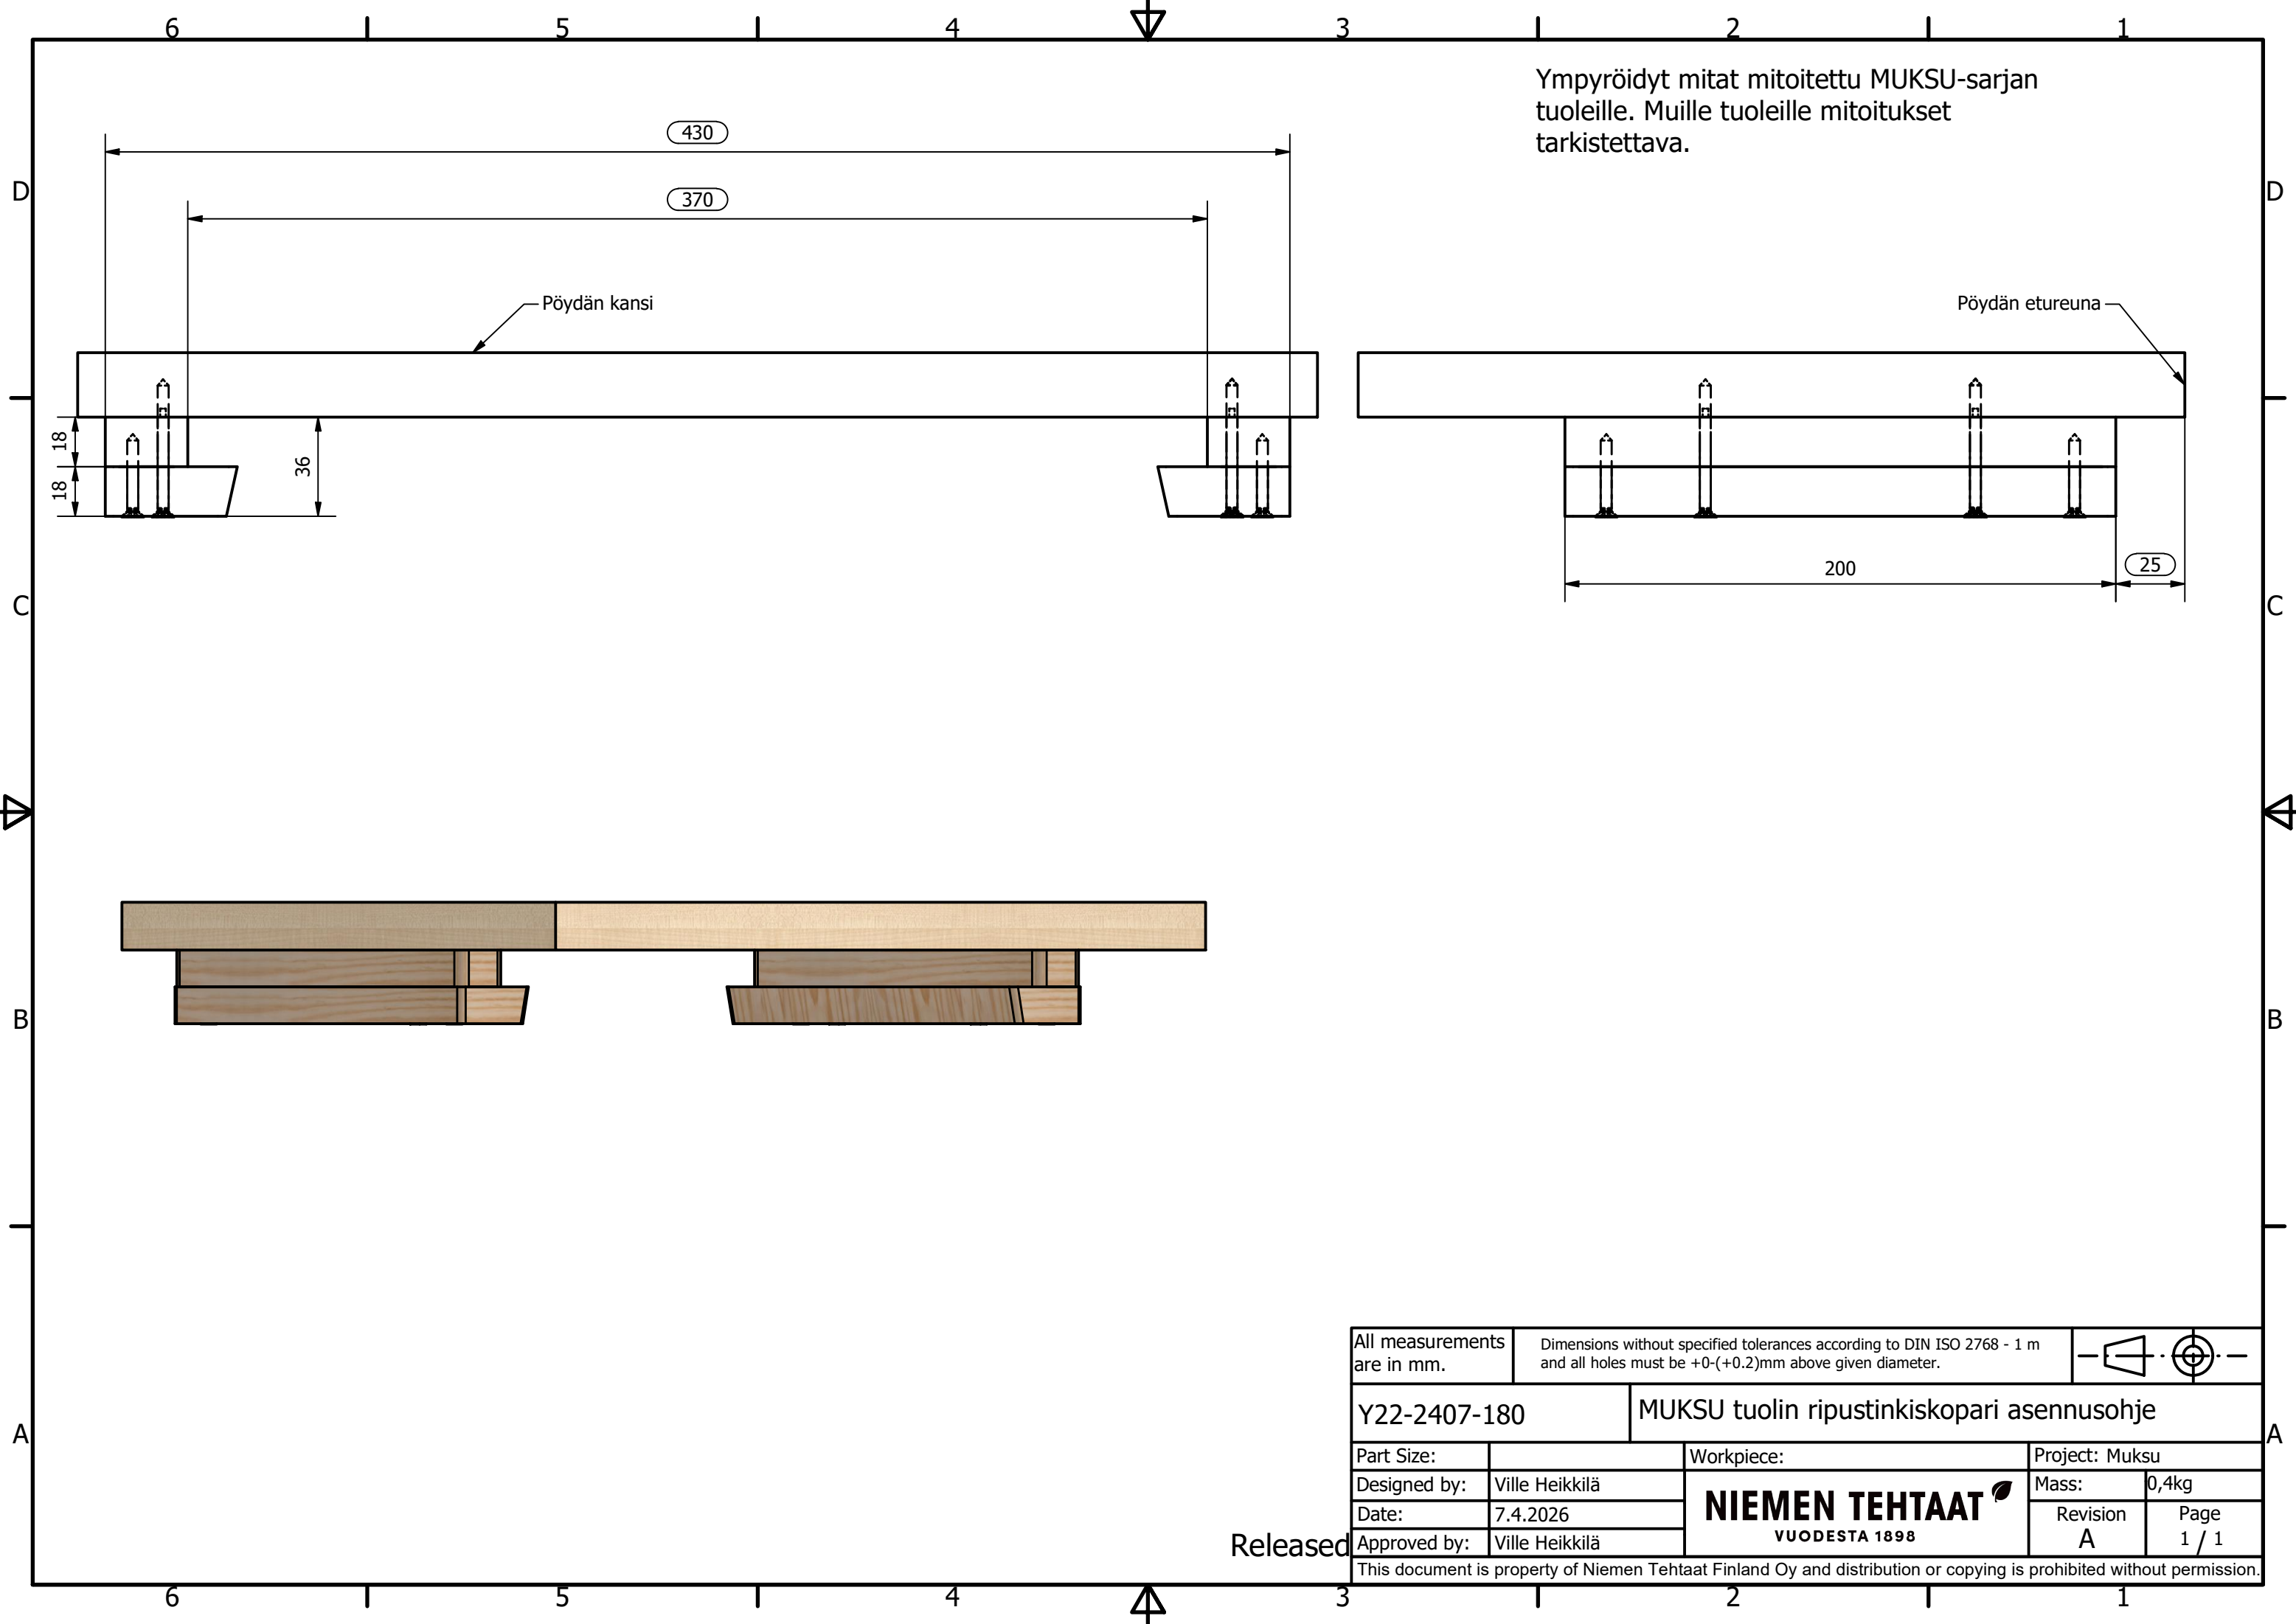 6 5 4 3 2 1
Ympyröidyt mitat mitoitettu MUKSU-sarjan
tuoleille. Muille tuoleille mitoitukset
tarkistettava.
430
D
370
D
Pöydän kansi
Pöydän etureuna
18
36
18
200
25
C
C
B
B
All measurements
are in mm.
Dimensions without specified tolerances according to DIN ISO 2768 - 1 m
and all holes must be +0-(+0.2)mm above given diameter.
Y22-2407-180
MUKSU tuolin ripustinkiskopari asennusohje
A
A
Part Size:
Workpiece:
Project: Muksu
Designed by: Ville Heikkilä
Mass: 0,4kg
NIEMEN TEHTAAT
VUODESTA 1898
Date: 7.4.2026
Revision
A
Page
1 / 1
Released
Approved by: Ville Heikkilä
This document is property of Niemen Tehtaat Finland Oy and distribution or copying is prohibited without permission.
6 5 4 3 2 1